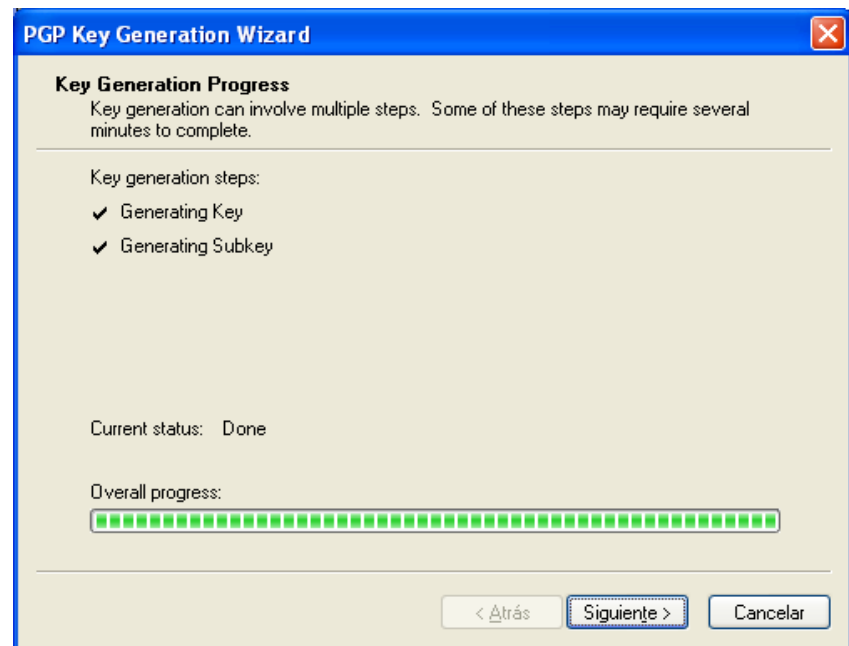 PGP Key Generation Wizard
Key Generation Progress
Key generation can involve multiple steps. Some of these steps may require several
minutes to complete.
Key generation steps:
Generating Key
Generating Subkey
Current status: Done
Overall progress:
< Atrás Siguiente > Cancelar